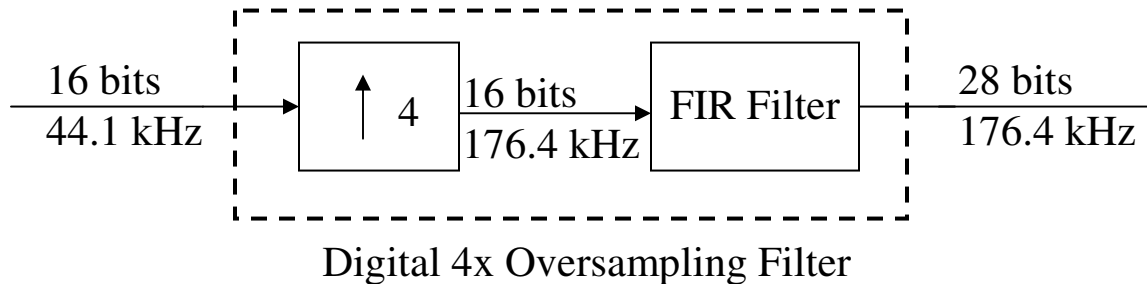 16 bits
44.1 kHz
↑ 4
16 bits
176.4 kHz
FIR Filter
28 bits
176.4 kHz
Digital 4x Oversampling Filter